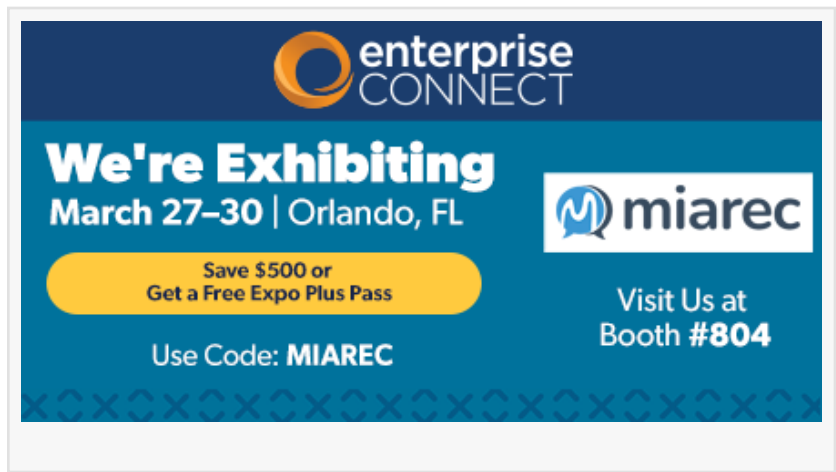 enterprise
CONNECT
We're Exhibiting
March 27–30 | Orlando, FL
Save $500 or
Get a Free Expo Plus Pass
Use Code: MIAREC
miarec
Visit Us at
Booth #804